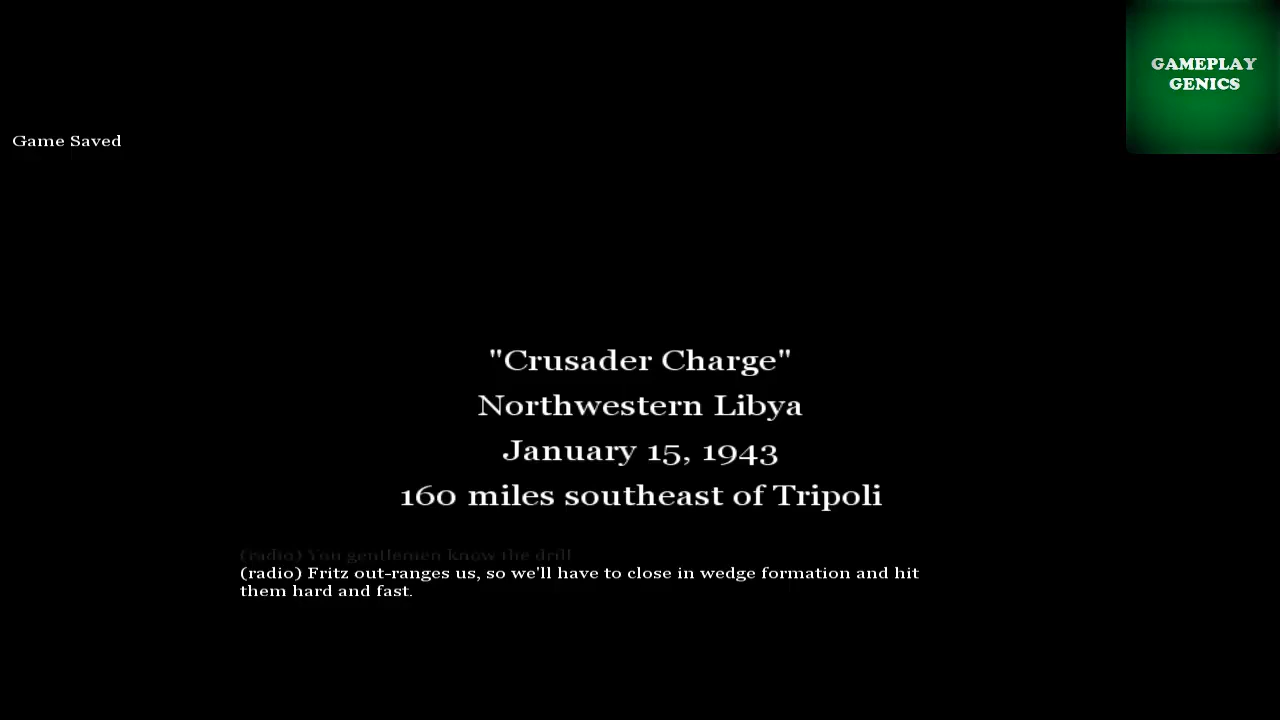 GAMEPLAY
GENICS
Game Saved
"Crusader Charge"
Northwestern Libya
January 15, 1943
160 miles southeast of Tripoli
(radio) You gentlemen know the drill
(radio) Fritz out-ranges us, so we'll have to close in wedge formation and hit
them hard and fast.